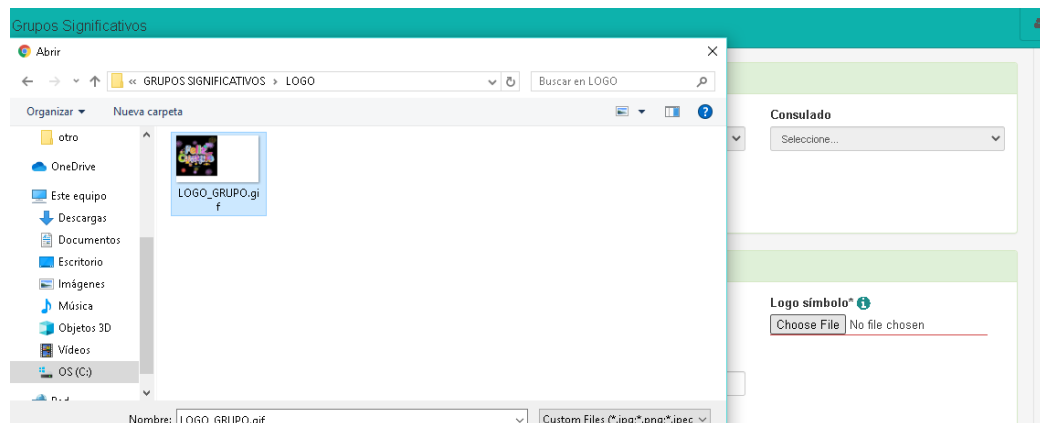 Grupos Significativos
Abrir
« GRUPOS SIGNIFICATIVOS › LOGO
Buscar en LOGO
Organizar
Nueva carpeta
otro
OneDrive
Este equipo
Descargas
Documentos
Escritorio
Imágenes
Música
Objetos 3D
Vídeos
OS (C:)
LOGO_GRUPO.gi
f
Nombre:
LOGO_GRUPO.gif
Custom Files (*.jpg;*.png;*.jpec
Consulado
Seleccione...
Logo símbolo*
Choose File
No file chosen